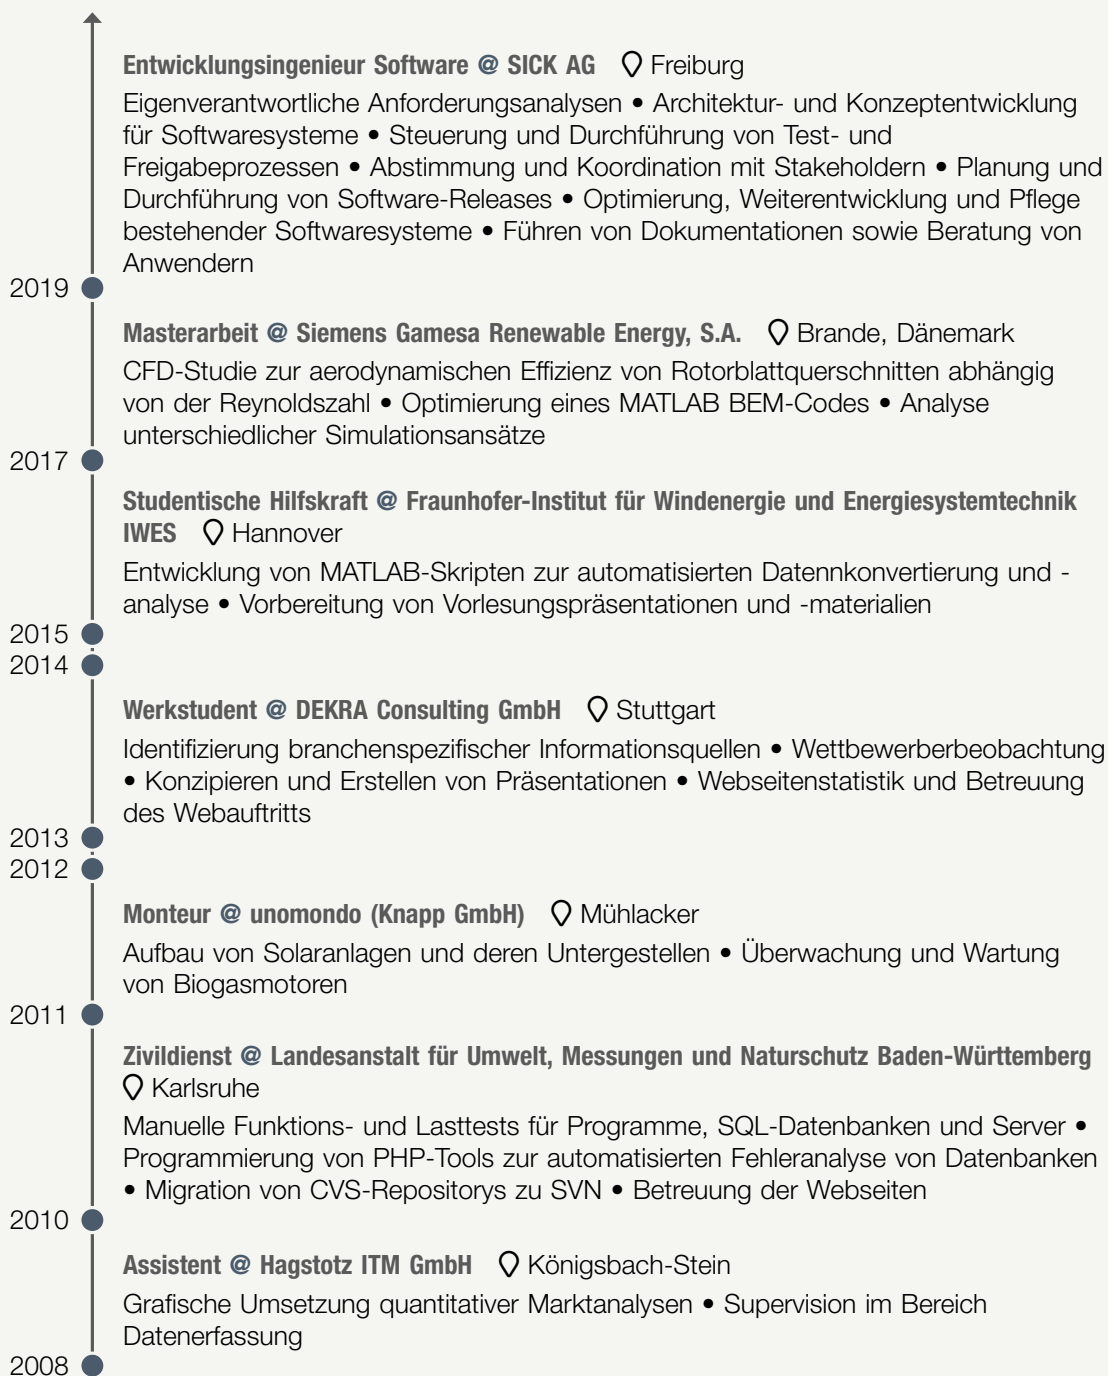 Entwicklungsingenieur Software @ SICK AG Freiburg
Eigenverantwortliche Anforderungsanalysen • Architektur- und Konzeptentwicklung
für Softwaresysteme • Steuerung und Durchführung von Test- und
Freigabeprozessen • Abstimmung und Koordination mit Stakeholdern • Planung und
Durchführung von Software-Releases • Optimierung, Weiterentwicklung und Pflege
bestehender Softwaresysteme • Führen von Dokumentationen sowie Beratung von
Anwendern
2019
Masterarbeit @ Siemens Gamesa Renewable Energy, S.A. Brande, Dänemark
CFD-Studie zur aerodynamischen Effizienz von Rotorblattquerschnitten abhängig
von der Reynoldszahl • Optimierung eines MATLAB BEM-Codes • Analyse
unterschiedlicher Simulationsansätze
2017
Studentische Hilfskraft @ Fraunhofer-Institut für Windenergie und Energiesystemtechnik
IWES Hannover
Entwicklung von MATLAB-Skripten zur automatisierten Datennkonvertierung und -
analyse • Vorbereitung von Vorlesungspräsentationen und -materialien
2015
2014
Werkstudent @ DEKRA Consulting GmbH Stuttgart
Identifizierung branchenspezifischer Informationsquellen • Wettbewerberbeobachtung
• Konzipieren und Erstellen von Präsentationen • Webseitenstatistik und Betreuung
des Webauftritts
2013
2012
Monteur @ unomondo (Knapp GmbH) Mühlacker
Aufbau von Solaranlagen und deren Untergestellen • Überwachung und Wartung
von Biogasmotoren
2011
Zivildienst @ Landesanstalt für Umwelt, Messungen und Naturschutz Baden-Württemberg
Karlsruhe
Manuelle Funktions- und Lasttests für Programme, SQL-Datenbanken und Server •
Programmierung von PHP-Tools zur automatisierten Fehleranalyse von Datenbanken
• Migration von CVS-Repositorys zu SVN • Betreuung der Webseiten
2010
Assistent @ Hagstotz ITM GmbH Königsbach-Stein
Grafische Umsetzung quantitativer Marktanalysen • Supervision im Bereich
Datenerfassung
2008